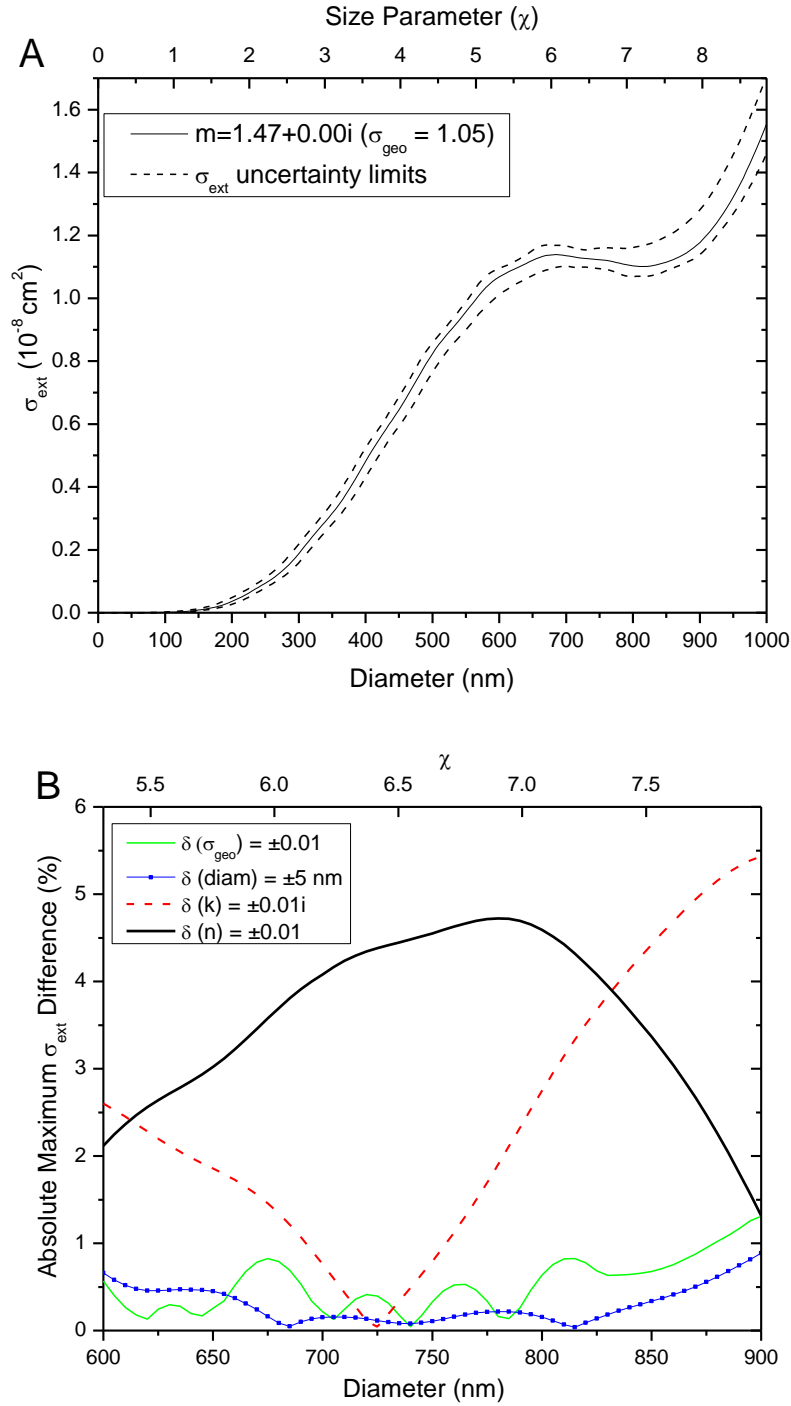 Size Parameter (χ)
A
0 1 2 3 4 5 6 7 8
1.6
1.4
1.2
1.0
0.8
0.6
0.4
0.2
0.0
σext (10-8 cm2)
m=1.47+0.00i (σgeo = 1.05)
σext uncertainty limits
0 100 200 300 400 500 600 700 800 900 1000
Diameter (nm)
χ
B
5.5 6.0 6.5 7.0 7.5
6
5
4
3
2
1
0
Absolute Maximum σext Difference (%)
δ (σgeo) = ±0.01
δ (diam) = ±5 nm
δ (k) = ±0.01i
δ (n) = ±0.01
600 650 700 750 800 850 900
Diameter (nm)